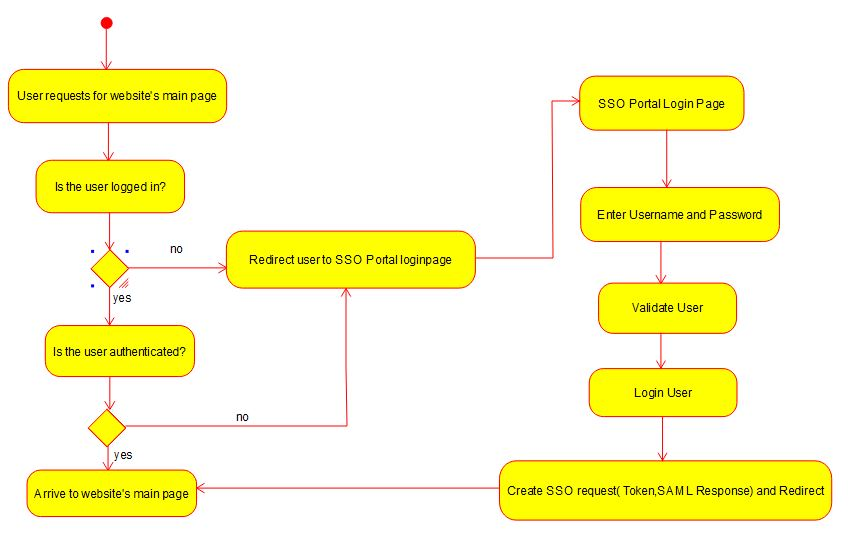 User requests for website's main page
SSO Portal Login Page
Is the user logged in?
Enter Username and Password
no
Redirect user to SSO Portal loginpage
yes
Validate User
Is the user authenticated?
Login User
no
yes
Arrive to website's main page
Create SSO request( Token,SAML Response) and Redirect